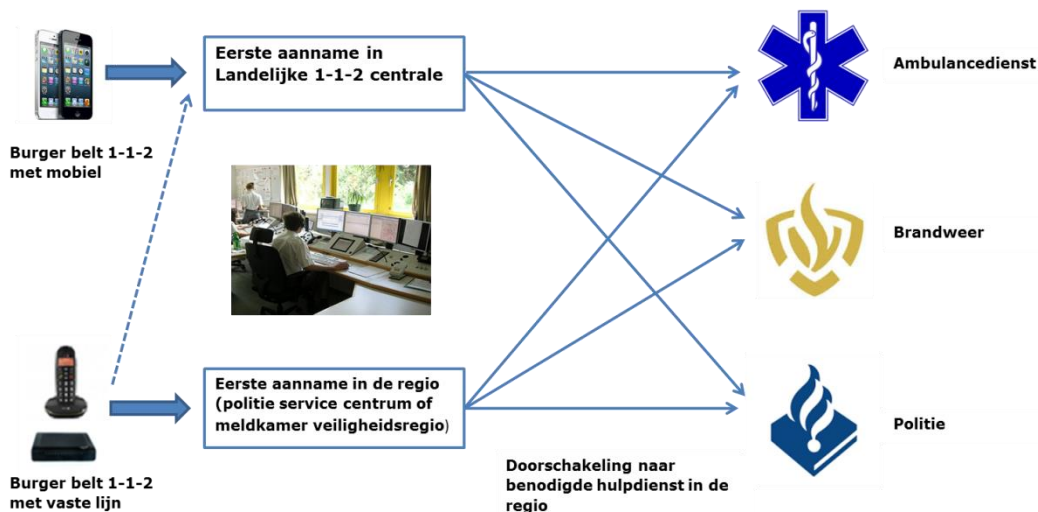 Eerste aanname in
Landelijke 1-1-2 centrale
Ambulancedienst
Burger belt 1-1-2
met mobiel
Brandweer
Eerste aanname in de regio
(politie service centrum of
meldkamer veiligheidsregio)
Politie
Burger belt 1-1-2
met vaste lijn
Doorschakeling naar
benodigde hulpdienst in de
regio